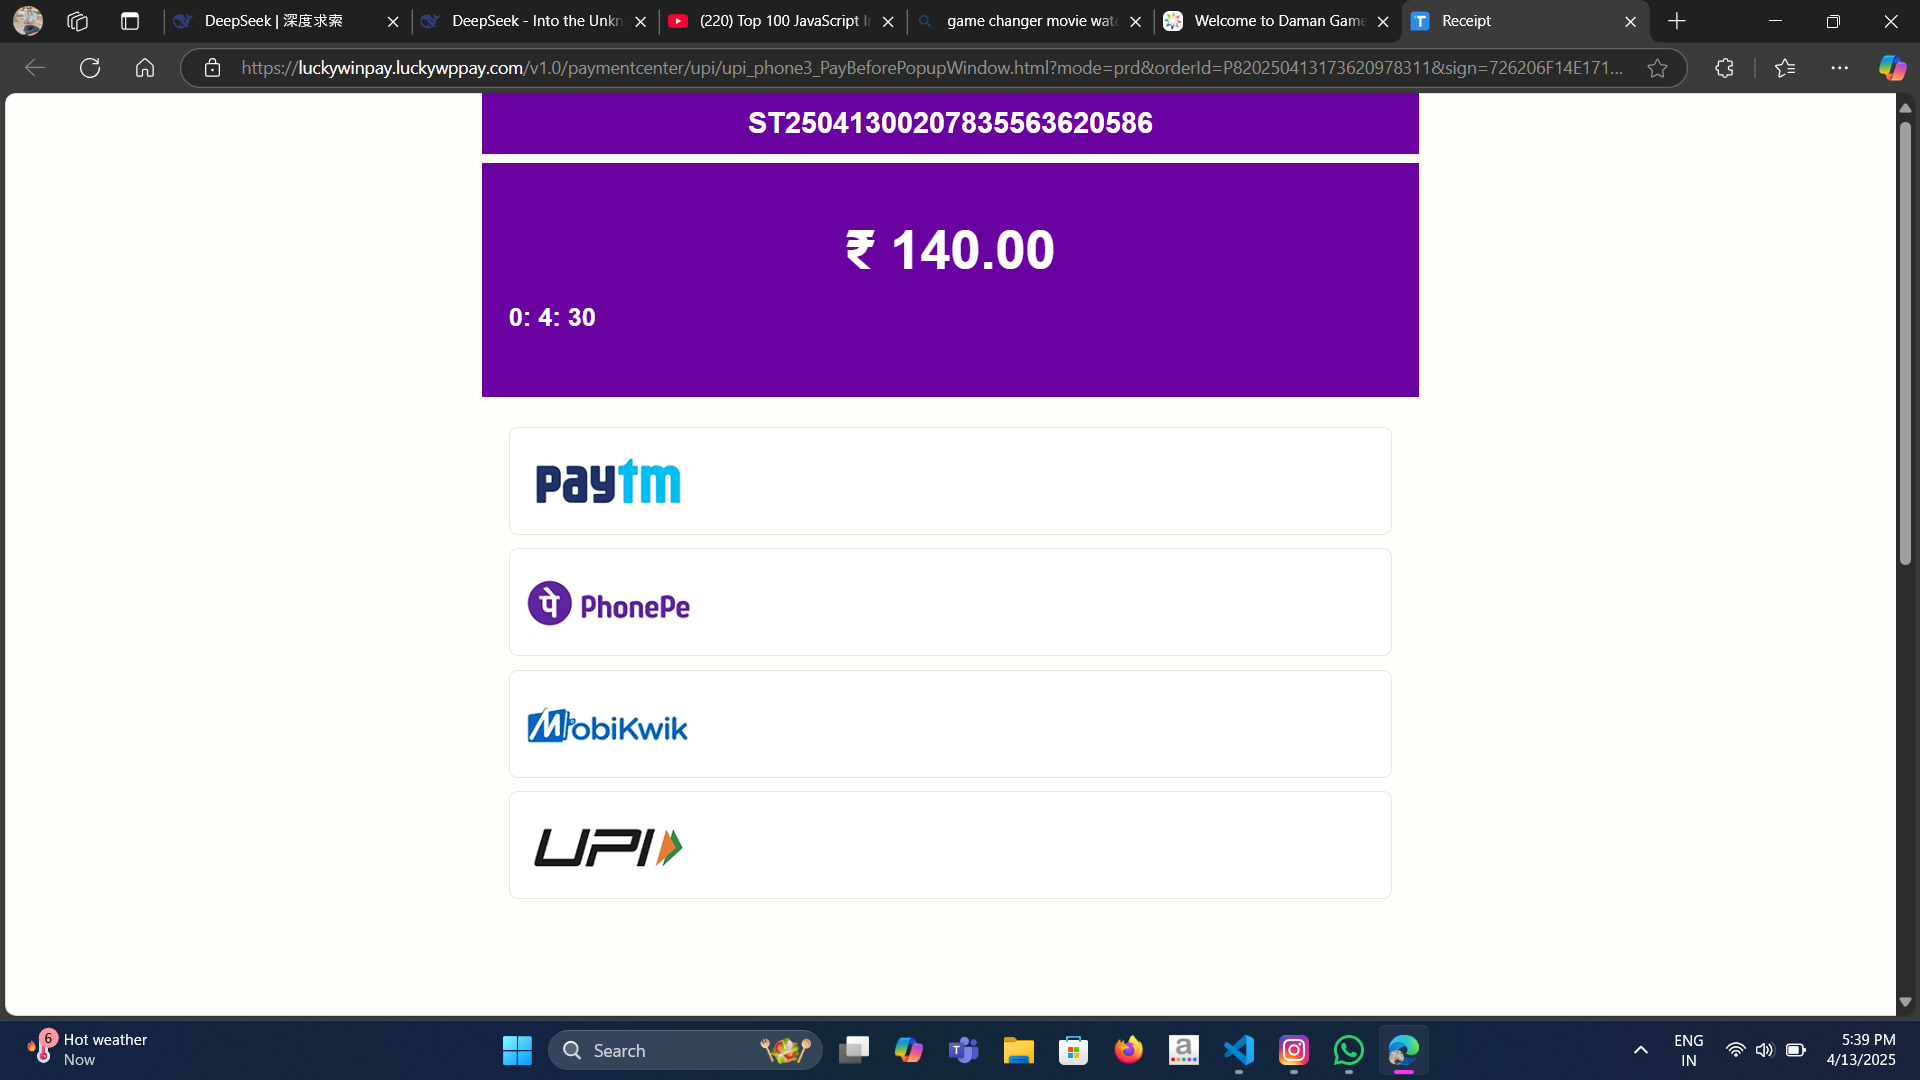 DeepSeek | 深度求索
DeepSeek - Into the Unkn
(220) Top 100 JavaScript I
game changer movie wat
Welcome to Daman Game
Receipt
https://luckywinpay.luckywppay.com/v1.0/paymentcenter/upi/upi_phone3_PayBeforePopupWindow.html?mode=prd&orderId=P820250413173620978311&sign=726206F14E171...
ST25041300207835563620586
₹ 140.00
0: 4: 30
paytm
पे PhonePe
MobiKwik
UPI
6
Hot weather
Now
Search
ENG
IN
5:39 PM
4/13/2025